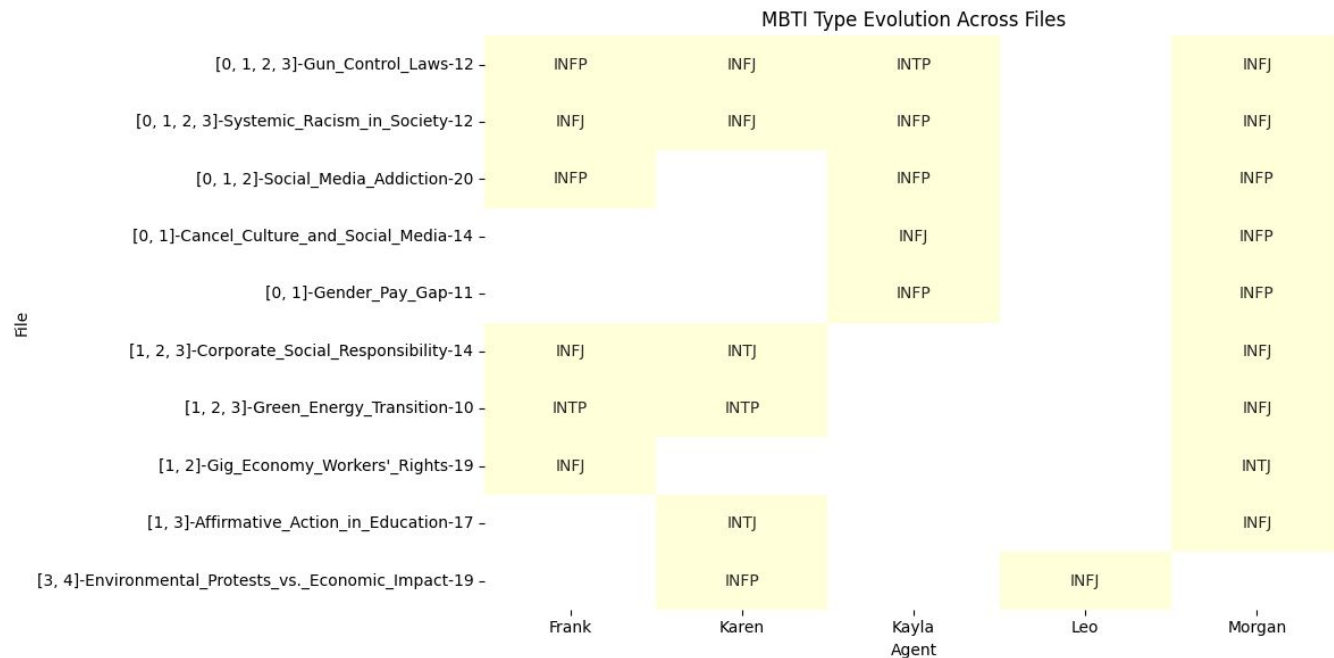 MBTI Type Evolution Across Files
[0, 1, 2, 3]-Gun_Control_Laws-12 INFP INFJ INTP INFJ
[0, 1, 2, 3]-Systemic_Racism_in_Society-12 INFJ INFJ INFP INFJ
[0, 1, 2]-Social_Media_Addiction-20 INFP INFP INFP
[0, 1]-Cancel_Culture_and_Social_Media-14 INFJ INFP
[0, 1]-Gender_Pay_Gap-11 INFP INFP
File
[1, 2, 3]-Corporate_Social_Responsibility-14 INFJ INTJ INFJ
[1, 2, 3]-Green_Energy_Transition-10 INTP INTP INFJ
[1, 2]-Gig_Economy_Workers'_Rights-19 INFJ INTJ
[1, 3]-Affirmative_Action_in_Education-17 INTJ INFJ
[3, 4]-Environmental_Protests_vs._Economic_Impact-19 INFP INFJ
Frank Karen Kayla Leo Morgan
Agent